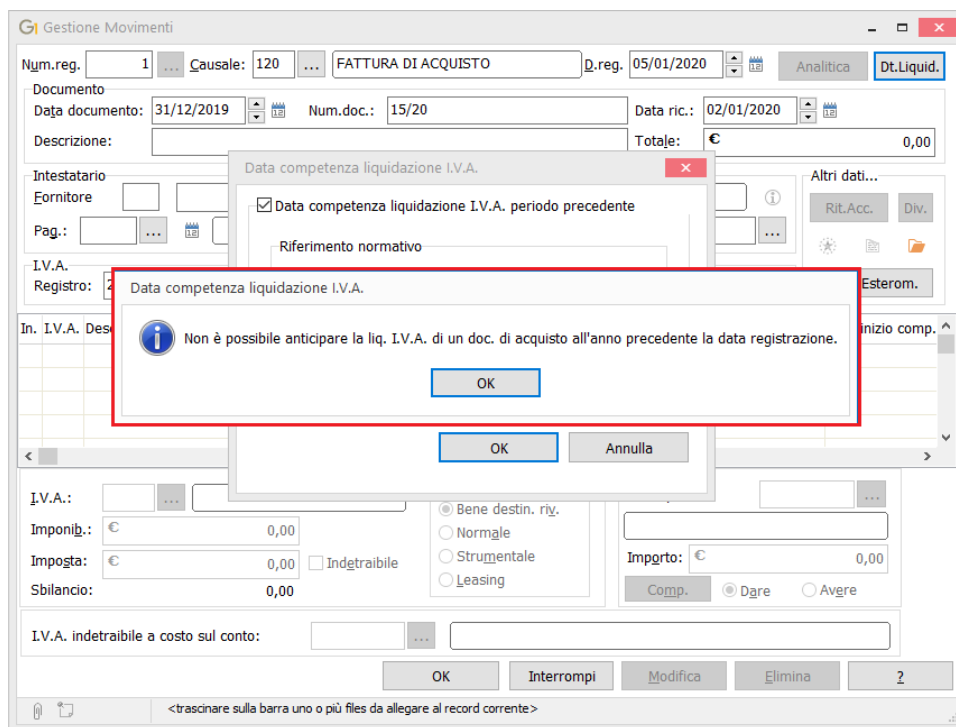 Gestione Movimenti
Num.reg. 1 ... Causale: 120 ... FATTURA DI ACQUISTO D.reg. 05/01/2020 Analitica Dt.Liquid.
Documento
Data documento: 31/12/2019 Num.doc.: 15/20 Data ric.: 02/01/2020
Descrizione: Totale: € 0,00
Data competenza liquidazione I.V.A.
Intestatario Altri dati...
Fornitore
Data competenza liquidazione I.V.A. periodo precedente
Rit.Acc. Div.
Pag.: ... ...
Riferimento normativo
I.V.A.
Registro: 2 Esterom.
Data competenza liquidazione I.V.A.
In. I.V.A. Des inizio comp.
Non è possibile anticipare la liq. I.V.A. di un doc. di acquisto all'anno precedente la data registrazione.
OK
OK Annulla
I.V.A.: ... ...
Bene destin. riv.
Imponib.: € 0,00 Normale
Imposta: € 0,00 Indetraibile Strumentale Importo: € 0,00
Leasing
Sbilancio: 0,00 Comp. Dare Avere
I.V.A. indetraibile a costo sul conto: ...
OK Interrompi Modifica Elimina ?
<trascinare sulla barra uno o più files da allegare al record corrente>